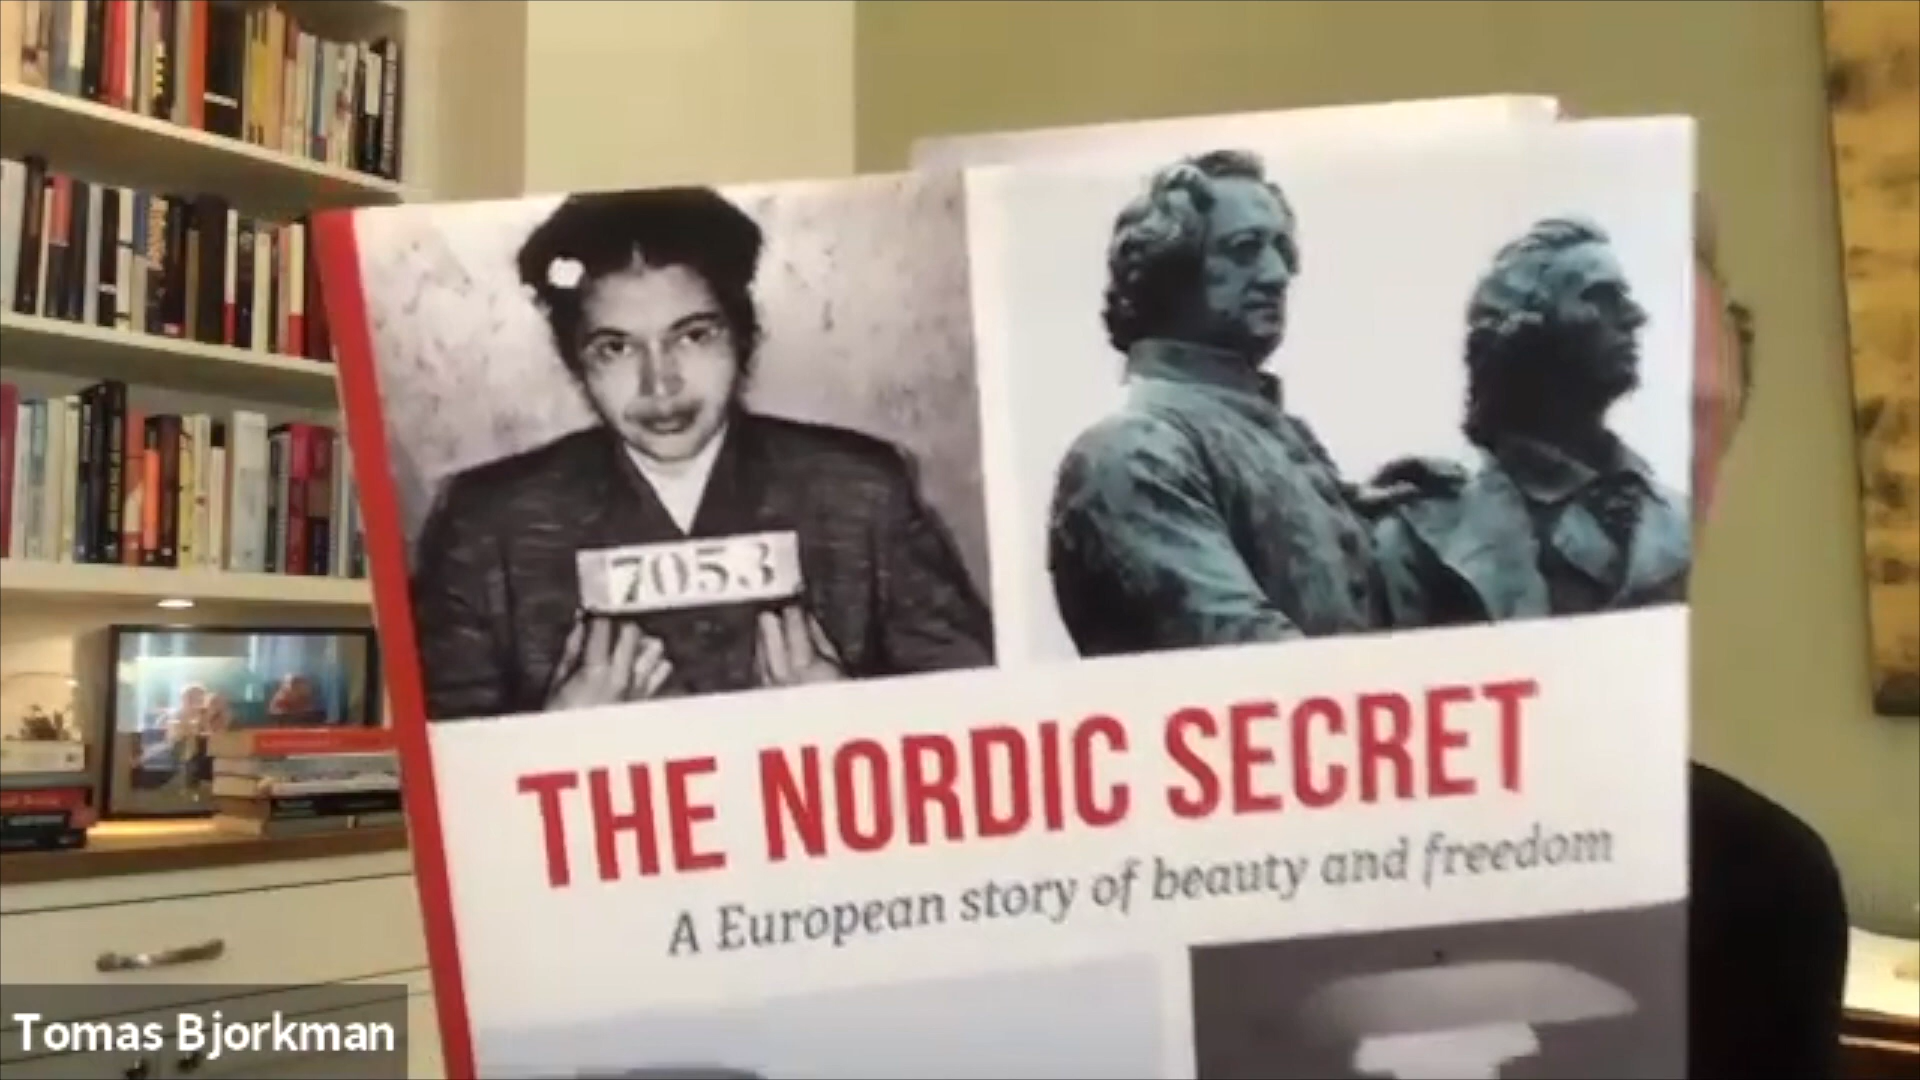 7053
THE NORDIC SECRET
A European story of beauty and freedom
Tomas Bjorkman